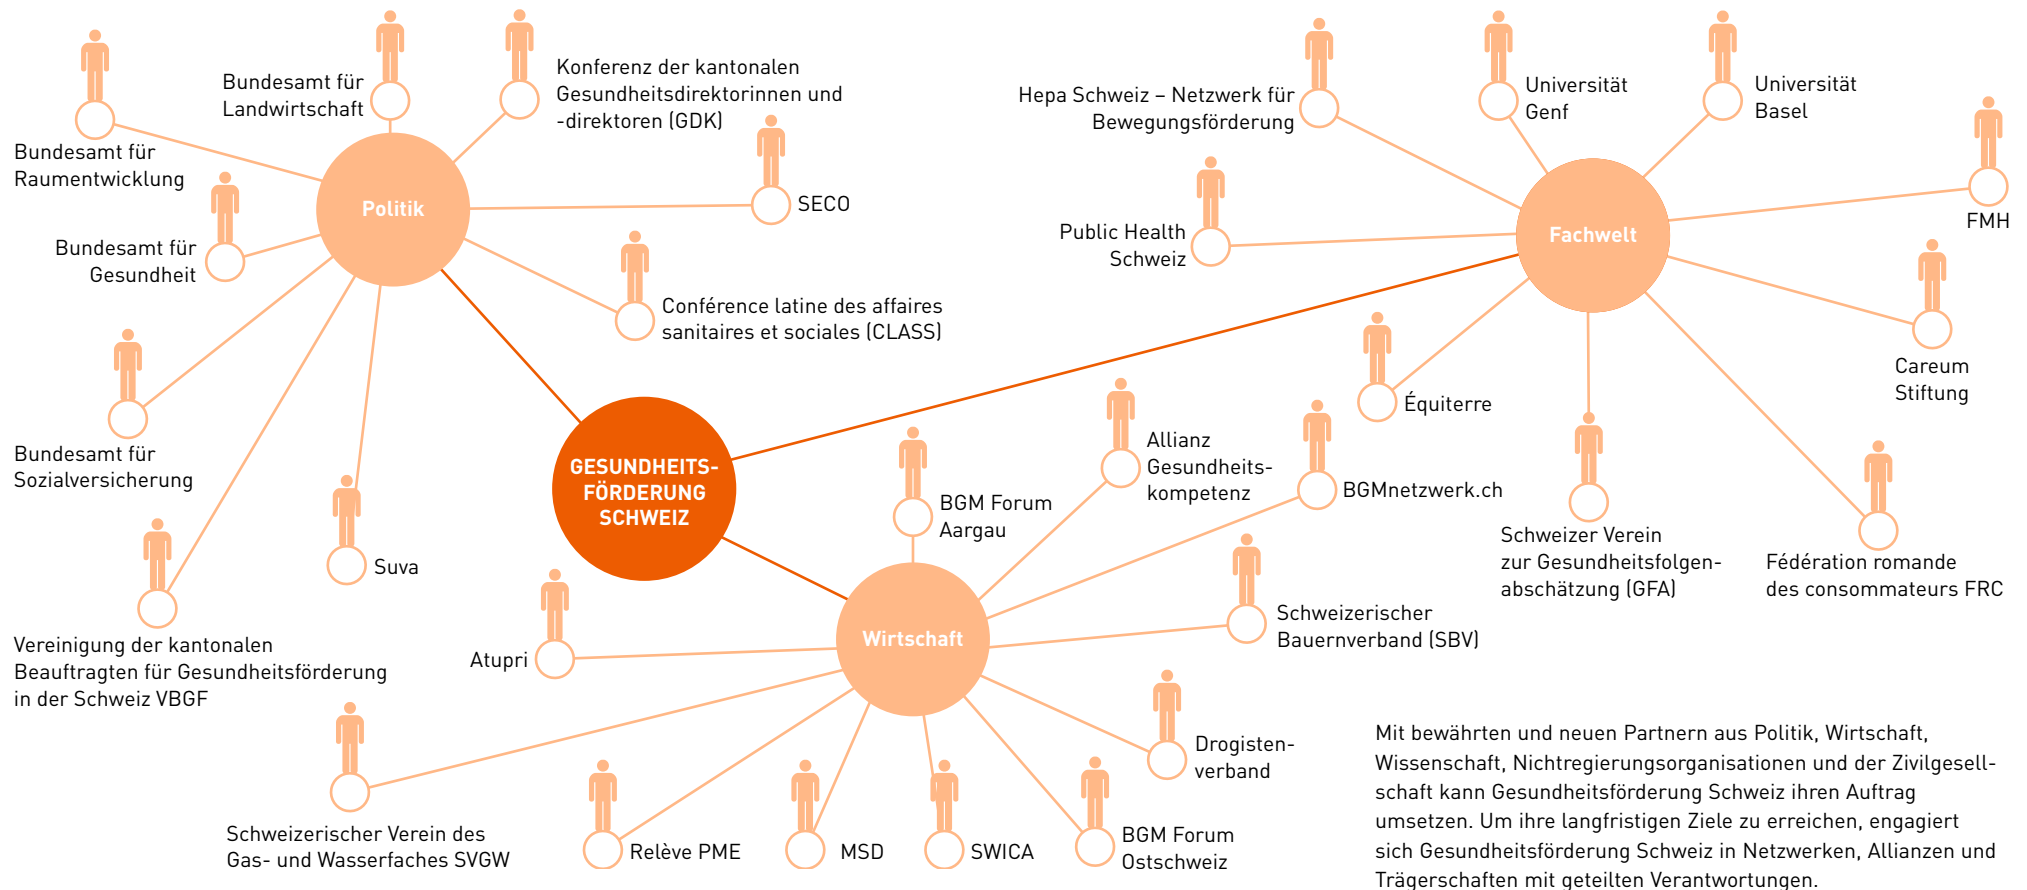 Bundesamt für
Raumentwicklung
Bundesamt für
Landwirtschaft
Konferenz der kantonalen
Gesundheitsdirektorinnen und
-direktoren (GDK)
SECO
Politik
Bundesamt für
Gesundheit
Conférence latine des affaires
sanitaires et sociales (CLASS)
Bundesamt für
Sozialversicherung
Suva
Vereinigung der kantonalen
Beauftragten für Gesundheitsförderung
in der Schweiz VBGF
Hepa Schweiz – Netzwerk für
Bewegungsförderung
Universität
Genf
Universität
Basel
FMH
Public Health
Schweiz
Fachwelt
Careum
Stiftung
Équiterre
Schweizer Verein
zur Gesundheitsfolgen-
abschätzung (GFA)
Fédération romande
des consommateurs FRC
GESUNDHEITS-
FÖRDERUNG
SCHWEIZ
BGM Forum
Aargau
Allianz
Gesundheits-
kompetenz
BGMnetzwerk.ch
Schweizerischer
Bauernverband (SBV)
Wirtschaft
Atupri
Drogisten-
verband
Schweizerischer Verein des
Gas- und Wasserfaches SVGW
Relève PME
MSD
SWICA
BGM Forum
Ostschweiz
Mit bewährten und neuen Partnern aus Politik, Wirtschaft,
Wissenschaft, Nichtregierungsorganisationen und der Zivilgesell-
schaft kann Gesundheitsförderung Schweiz ihren Auftrag
umsetzen. Um ihre langfristigen Ziele zu erreichen, engagiert
sich Gesundheitsförderung Schweiz in Netzwerken, Allianzen und
Trägerschaften mit geteilten Verantwortungen.